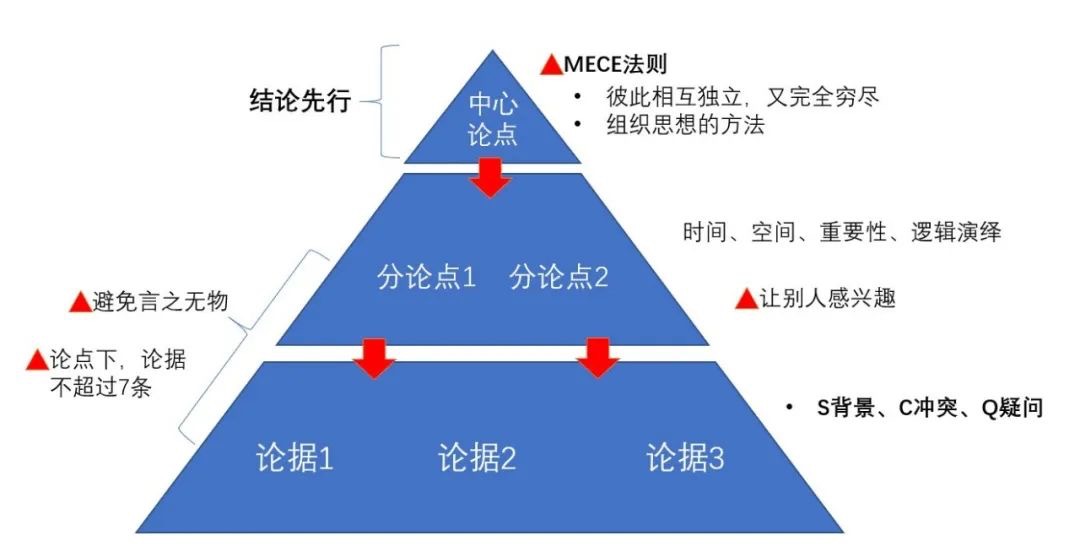 结论先行
中心
论点
MECE法则
• 彼此相互独立，又完全穷尽
• 组织思想的方法
时间、空间、重要性、逻辑演绎
分论点1
分论点2
避免言之无物
让别人感兴趣
论点下，论据
不超过7条
• S背景、C冲突、Q疑问
论据1
论据2
论据3